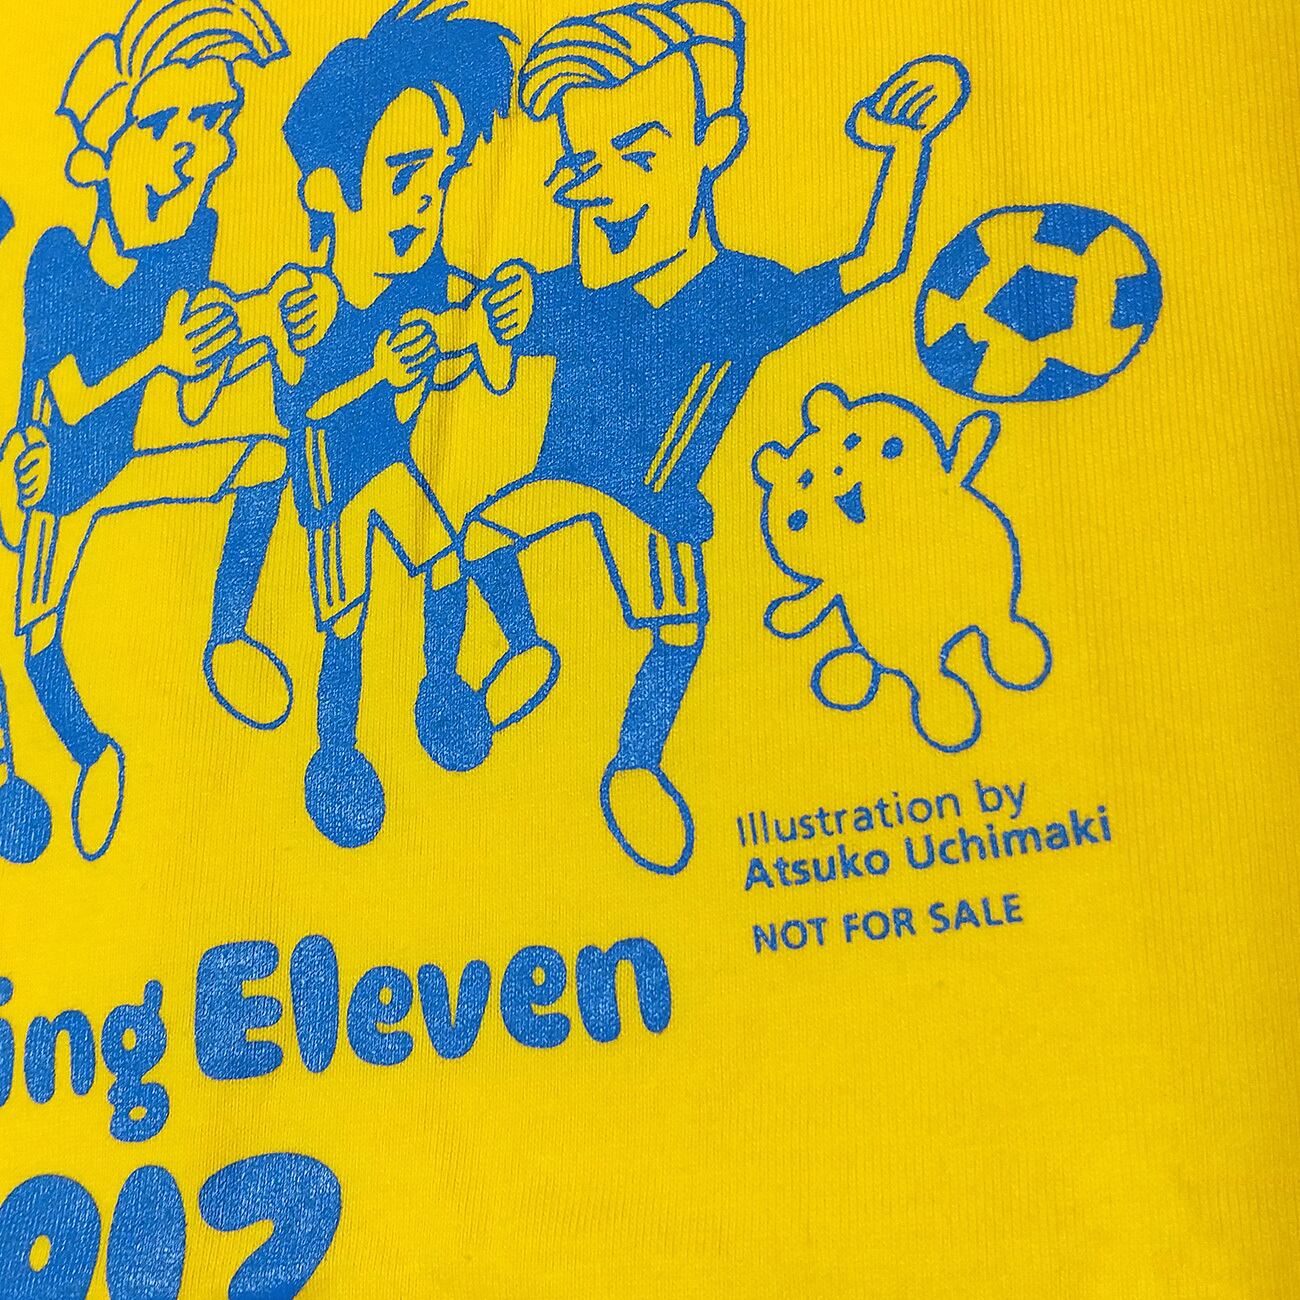 Illustration by
Atsuko Uchimaki
NOT FOR SALE
ing Eleven